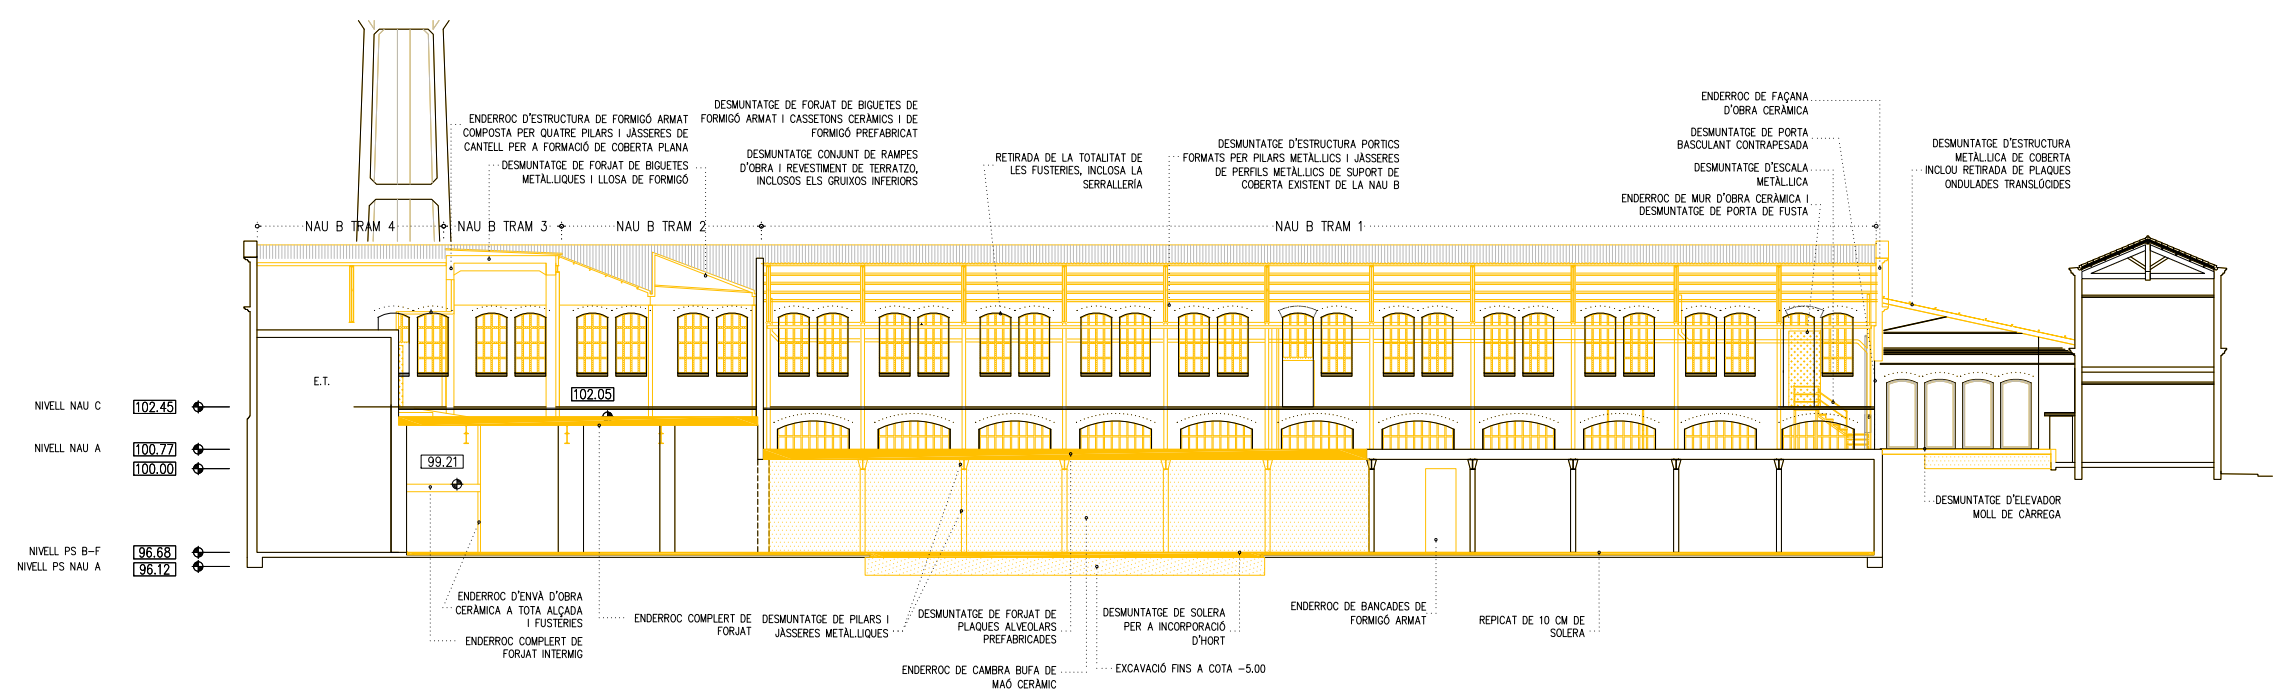 ENDERROC D'ESTRUCTURA DE FORMIGÓ ARMAT
COMPOSTA PER QUATRE PILARS I JÀSSERES DE
CANTELL PER A FORMACIÓ DE COBERTA PLANA
DESMUNTATGE DE FORJAT DE BIGUETES
METÀL.LIQUES I LLOSA DE FORMIGÓ
DESMUNTATGE DE FORJAT DE BIGUETES DE
FORMIGÓ ARMAT I CASSETONS CERÀMICS I DE
FORMIGÓ PREFABRICAT
DESMUNTATGE CONJUNT DE RAMPES
D'OBRA I REVESTIMENT DE TERRATZO,
INCLOSOS ELS GRUIXOS INFERIORS
RETIRADA DE LA TOTALITAT DE
LES FUSTERIES, INCLOSA LA
SERRALLERÍA
DESMUNTATGE D'ESTRUCTURA PORTICS
FORMATS PER PILARS METÀL.LICS I JÀSSERES
DE PERFILS METÀL.LICS DE SUPORT DE
COBERTA EXISTENT DE LA NAU B
ENDERROC DE FAÇANA
D'OBRA CERÀMICA
DESMUNTATGE DE PORTA
BASCULANT CONTRAPESADA
DESMUNTATGE D'ESCALA
METÀL.LICA
ENDERROC DE MUR D'OBRA CERÀMICA I
DESMUNTATGE DE PORTA DE FUSTA
DESMUNTATGE D'ESTRUCTURA
METÀL.LICA DE COBERTA
INCLOU RETIRADA DE PLAQUES
ONDULADES TRANSLÚCIDES
NAU B TRAM 4
NAU B TRAM 3
NAU B TRAM 2
NAU B TRAM 1
E.T.
102.05
NIVELL NAU C 102.45
NIVELL NAU A 100.77
100.00
99.21
NIVELL PS B-F 96.68
NIVELL PS NAU A 96.12
DESMUNTATGE D'ELEVADOR
MOLL DE CÀRREGA
ENDERROC D'ENVÀ D'OBRA
CERÀMICA A TOTA ALÇADA
I FUSTERIES
ENDERROC COMPLERT DE
FORJAT INTERMIG
ENDERROC COMPLERT DE
FORJAT
DESMUNTATGE DE PILARS I
JÀSSERES METÀL.LIQUES
DESMUNTATGE DE FORJAT DE
PLAQUES ALVEOLARS
PREFABRICADES
ENDERROC DE CAMBRA BUFA DE
MAÓ CERÀMIC
DESMUNTATGE DE SOLERA
PER A INCORPORACIÓ
D'HORT
EXCAVACIÓ FINS A COTA -5.00
ENDERROC DE BANCADES DE
FORMIGÓ ARMAT
REPICAT DE 10 CM DE
SOLERA